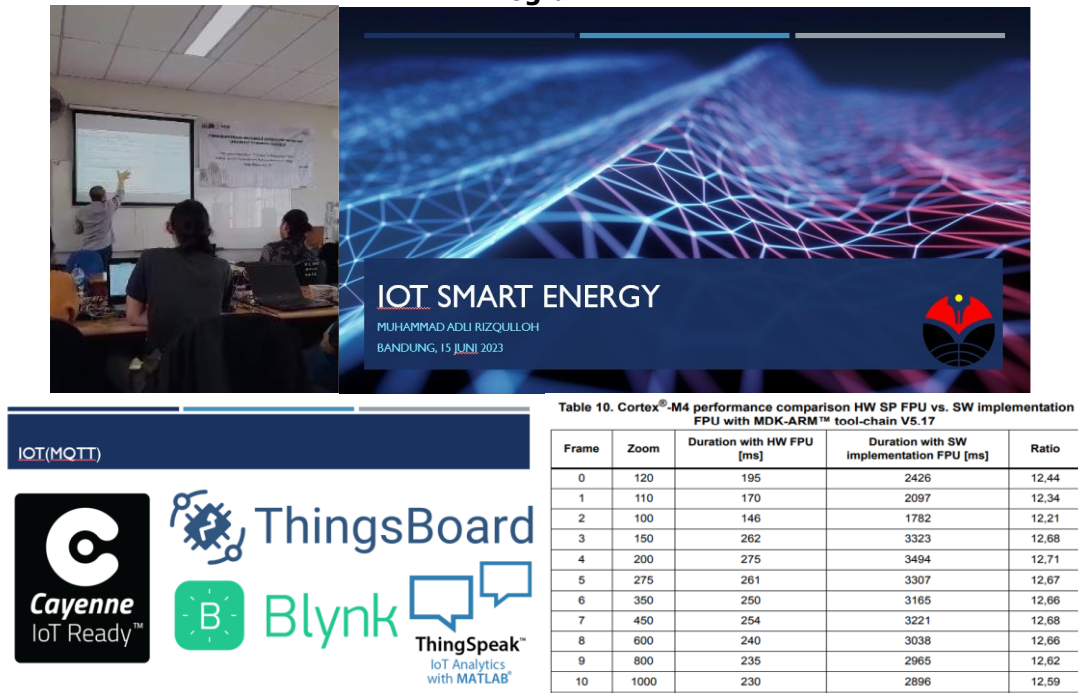 IOT SMART ENERGY
MUHAMMAD ADLI RIZQULLOH
BANDUNG, 15 JUNI 2023
IOT(MQTT)
Cayenne
IoT Ready™
ThingsBoard
B
Blynk
ThingSpeak™
IoT Analytics
with MATLAB®
Table 10. Cortex®-M4 performance comparison HW SP FPU vs. SW implementation
FPU with MDK-ARM™ tool-chain V5.17
Frame Zoom Duration with HW FPU [ms] Duration with SW implementation FPU [ms] Ratio
0 120 195 2426 12,44
1 110 170 2097 12,34
2 100 146 1782 12,21
3 150 262 3323 12,68
4 200 275 3494 12,71
5 275 261 3307 12,67
6 350 250 3165 12,66
7 450 254 3221 12,68
8 600 240 3038 12,66
9 800 235 2965 12,62
10 1000 230 2896 12,59